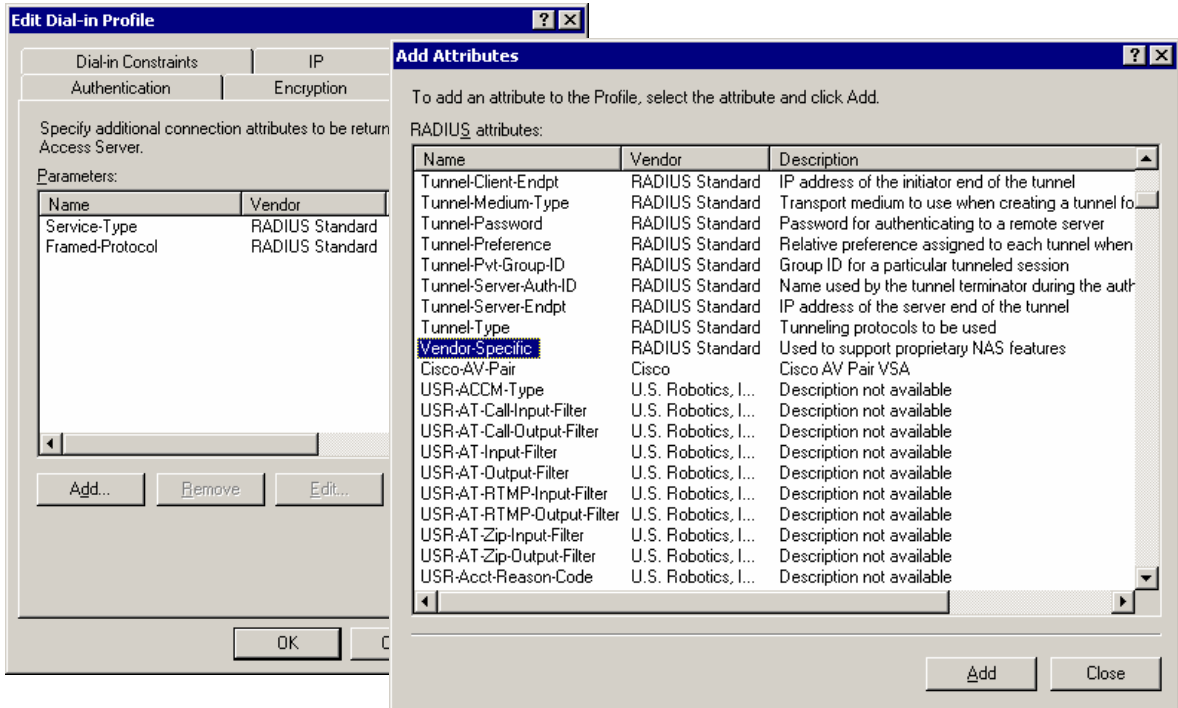 Edit Dial-in Profile
Dial-in Constraints IP
Authentication Encryption
Specify additional connection attributes to be return
Access Server.
Parameters:
Name Vendor
Service-Type RADIUS Standard
Framed-Protocol RADIUS Standard
Add... Remove Edit...
OK
Add Attributes
To add an attribute to the Profile, select the attribute and click Add.
RADIUS attributes:
Name Vendor Description
Tunnel-Client-Endpt RADIUS Standard IP address of the initiator end of the tunnel
Tunnel-Medium-Type RADIUS Standard Transport medium to use when creating a tunnel fo
Tunnel-Password RADIUS Standard Password for authenticating to a remote server
Tunnel-Preference RADIUS Standard Relative preference assigned to each tunnel when
Tunnel-Pvt-Group-ID RADIUS Standard Group ID for a particular tunneled session
Tunnel-Server-Auth-ID RADIUS Standard Name used by the tunnel terminator during the auth
Tunnel-Server-Endpt RADIUS Standard IP address of the server end of the tunnel
Tunnel-Type RADIUS Standard Tunneling protocols to be used
Vendor-Specific RADIUS Standard Used to support proprietary NAS features
Cisco-AV-Pair Cisco Cisco AV Pair VSA
USR-ACCM-Type U.S. Robotics, I... Description not available
USR-AT-Call-Input-Filter U.S. Robotics, I... Description not available
USR-AT-Call-Output-Filter U.S. Robotics, I... Description not available
USR-AT-Input-Filter U.S. Robotics, I... Description not available
USR-AT-Output-Filter U.S. Robotics, I... Description not available
USR-AT-RTMP-Input-Filter U.S. Robotics, I... Description not available
USR-AT-RTMP-Output-Filter U.S. Robotics, I... Description not available
USR-AT-Zip-Input-Filter U.S. Robotics, I... Description not available
USR-AT-Zip-Output-Filter U.S. Robotics, I... Description not available
USR-Acct-Reason-Code U.S. Robotics, I... Description not available
Add Close